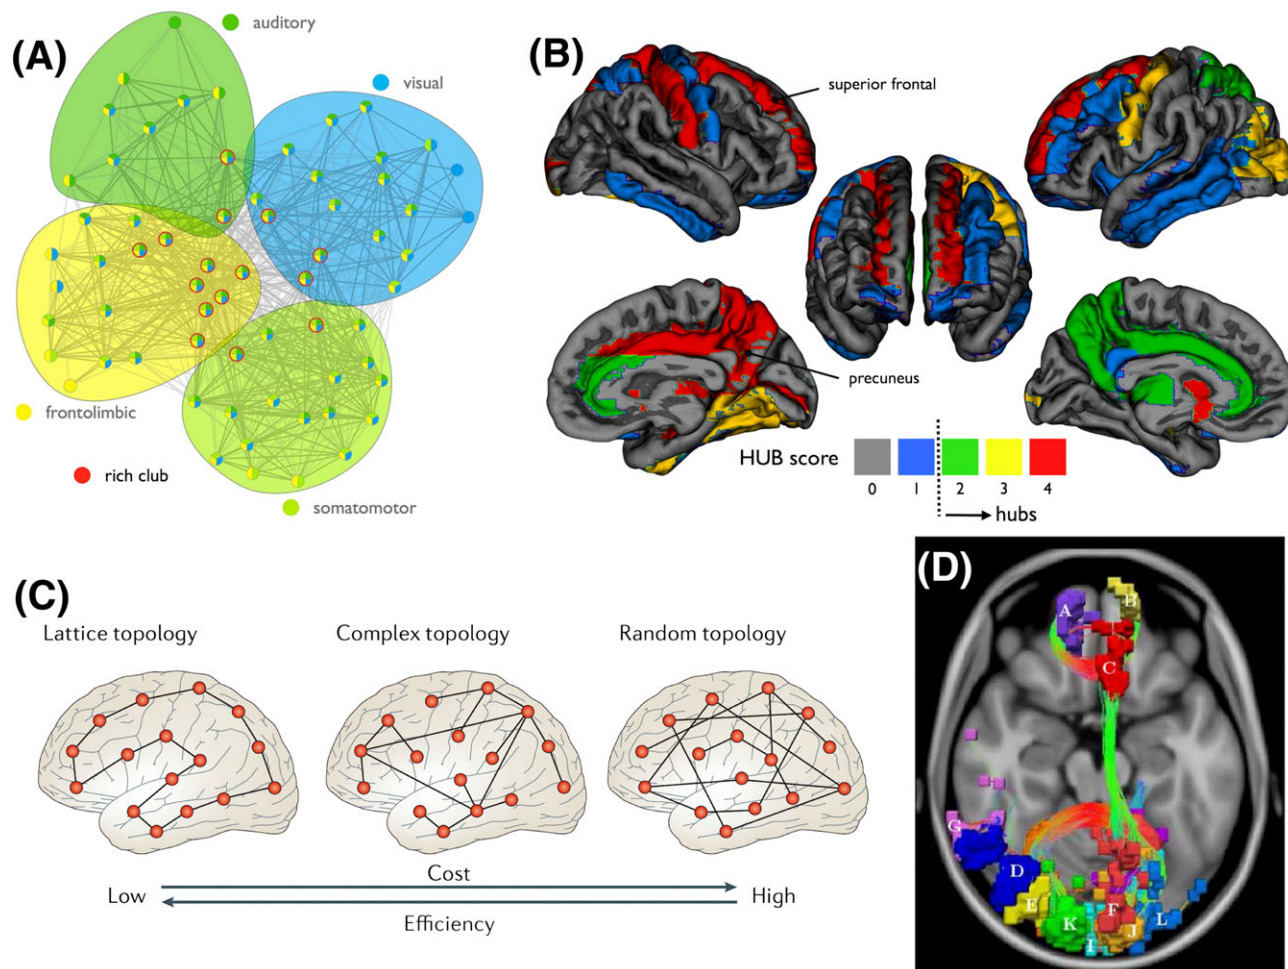 (A)
auditory
visual
frontolimbic
rich club
somatomotor
(B)
superior frontal
precuneus
HUB score
0 1 2 3 4
hubs
(C)
Lattice topology
Complex topology
Random topology
Cost
Low
High
Efficiency
(D)
A
B
C
G
D
E
F
K
J
L
I